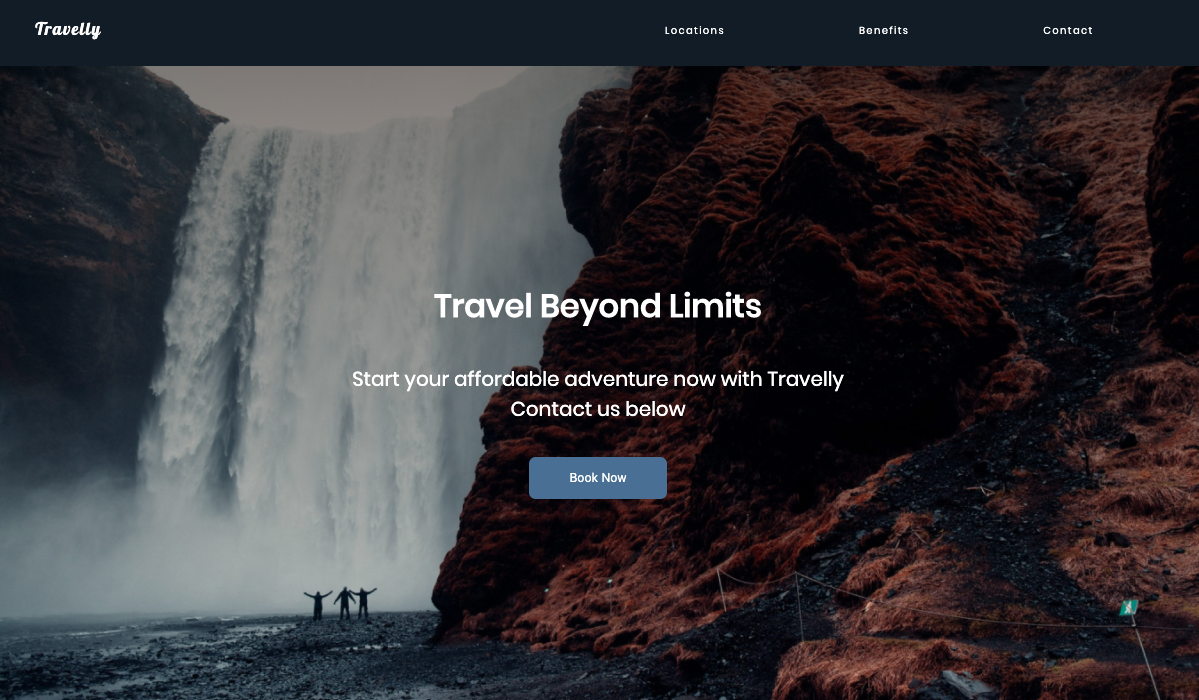 Travelly
Locations
Benefits
Contact
Travel Beyond Limits
Start your affordable adventure now with Travelly
Contact us below
Book Now